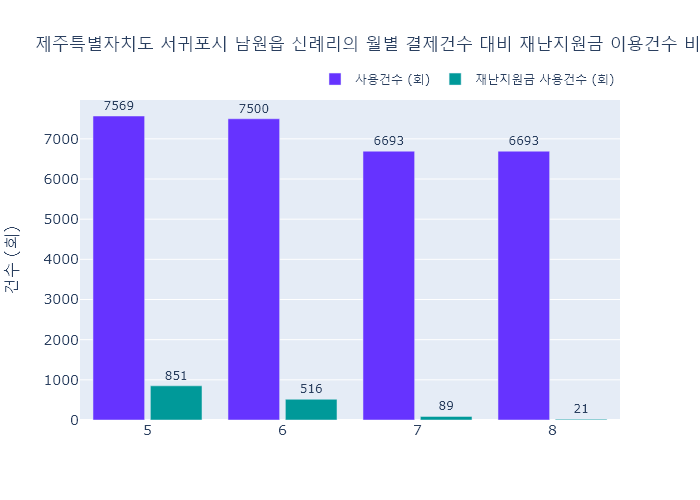 제주특별자치도 서귀포시 남원읍 신례리의 월별 결제건수 대비 재난지원금 이용건수 비
사용건수 (회) 재난지원금 사용건수 (회)
7569 7500 6693 6693
851 516 89 21
7000
6000
5000
4000
3000
2000
1000
0
건수 (회)
5 6 7 8